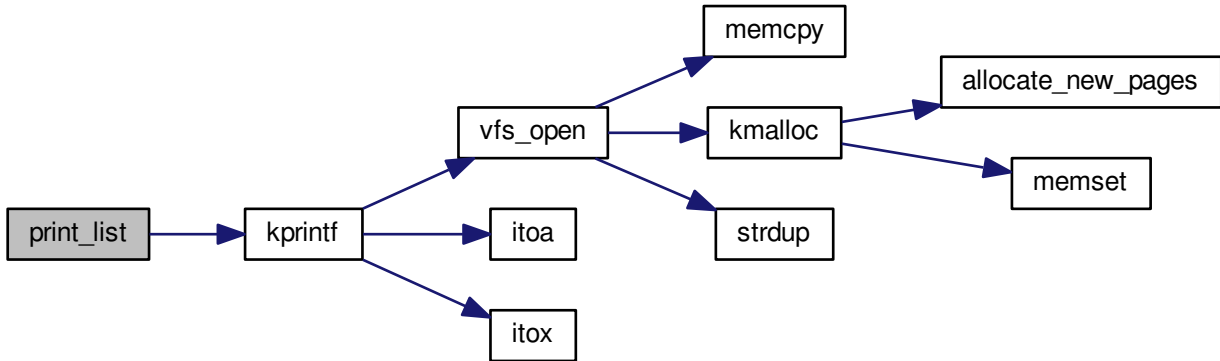 print_list
kprintf
vfs_open
itoa
itox
memcpy
kmalloc
strdup
allocate_new_pages
memset